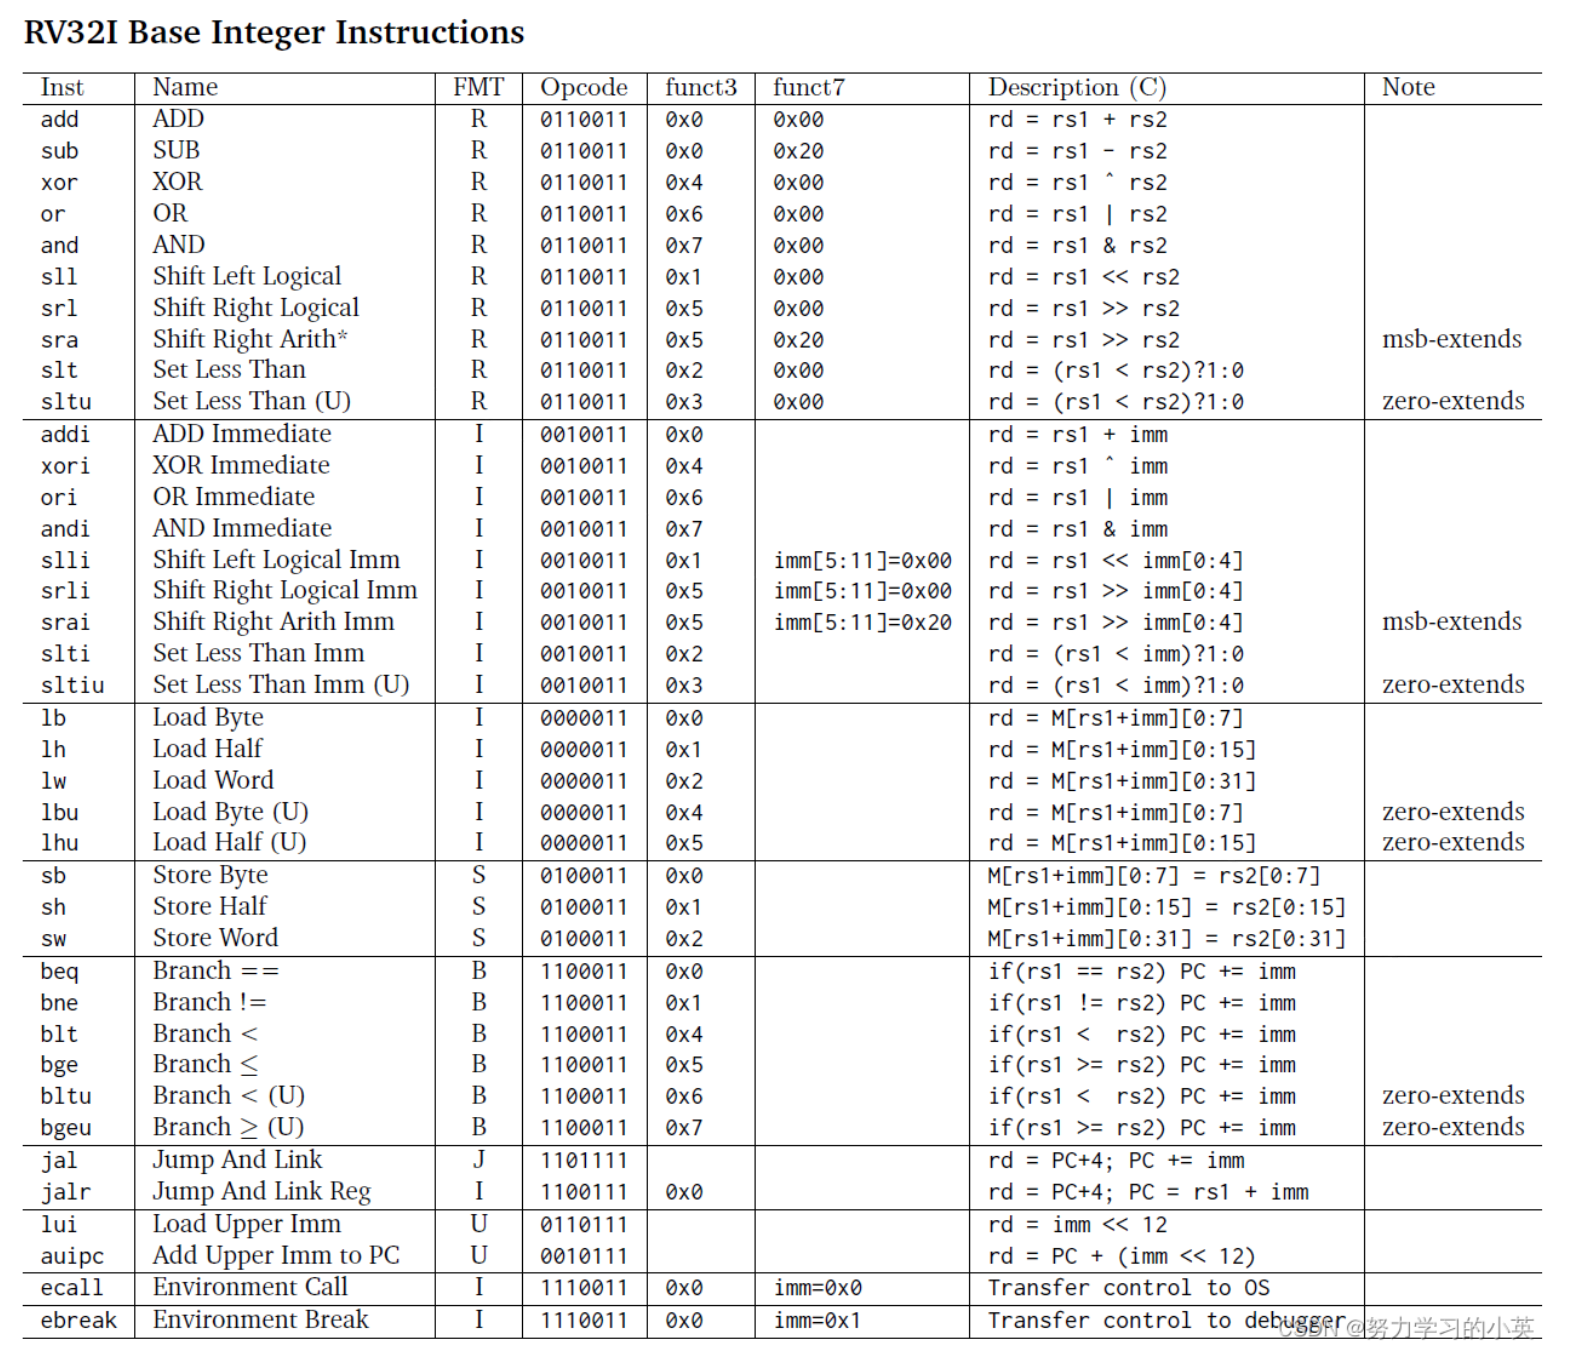 RV32I Base Integer Instructions
Inst Name FMT Opcode funct3 funct7 Description (C) Note
add ADD R 0110011 0x0 0x00 rd = rs1 + rs2
sub SUB R 0110011 0x0 0x20 rd = rs1 - rs2
xor XOR R 0110011 0x4 0x00 rd = rs1 ^ rs2
or OR R 0110011 0x6 0x00 rd = rs1 | rs2
and AND R 0110011 0x7 0x00 rd = rs1 & rs2
sll Shift Left Logical R 0110011 0x1 0x00 rd = rs1 << rs2
srl Shift Right Logical R 0110011 0x5 0x00 rd = rs1 >> rs2
sra Shift Right Arith* R 0110011 0x5 0x20 rd = rs1 >> rs2 msb-extends
slt Set Less Than R 0110011 0x2 0x00 rd = (rs1 < rs2)?1:0
sltu Set Less Than (U) R 0110011 0x3 0x00 rd = (rs1 < rs2)?1:0 zero-extends
addi ADD Immediate I 0010011 0x0 rd = rs1 + imm
xori XOR Immediate I 0010011 0x4 rd = rs1 ^ imm
ori OR Immediate I 0010011 0x6 rd = rs1 | imm
andi AND Immediate I 0010011 0x7 rd = rs1 & imm
slli Shift Left Logical Imm I 0010011 0x1 imm[5:11]=0x00 rd = rs1 << imm[0:4]
srli Shift Right Logical Imm I 0010011 0x5 imm[5:11]=0x00 rd = rs1 >> imm[0:4]
srai Shift Right Arith Imm I 0010011 0x5 imm[5:11]=0x20 rd = rs1 >> imm[0:4] msb-extends
slti Set Less Than Imm I 0010011 0x2 rd = (rs1 < imm)?1:0
sltiu Set Less Than Imm (U) I 0010011 0x3 rd = (rs1 < imm)?1:0 zero-extends
lb Load Byte I 0000011 0x0 rd = M[rs1+imm][0:7]
lh Load Half I 0000011 0x1 rd = M[rs1+imm][0:15]
lw Load Word I 0000011 0x2 rd = M[rs1+imm][0:31]
lbu Load Byte (U) I 0000011 0x4 rd = M[rs1+imm][0:7] zero-extends
lhu Load Half (U) I 0000011 0x5 rd = M[rs1+imm][0:15] zero-extends
sb Store Byte S 0100011 0x0 M[rs1+imm][0:7] = rs2[0:7]
sh Store Half S 0100011 0x1 M[rs1+imm][0:15] = rs2[0:15]
sw Store Word S 0100011 0x2 M[rs1+imm][0:31] = rs2[0:31]
beq Branch == B 1100011 0x0 if(rs1 == rs2) PC += imm
bne Branch != B 1100011 0x1 if(rs1 != rs2) PC += imm
blt Branch < B 1100011 0x4 if(rs1 < rs2) PC += imm
bge Branch ≤ B 1100011 0x5 if(rs1 >= rs2) PC += imm
bltu Branch < (U) B 1100011 0x6 if(rs1 < rs2) PC += imm zero-extends
bgeu Branch ≥ (U) B 1100011 0x7 if(rs1 >= rs2) PC += imm zero-extends
jal Jump And Link J 1101111 rd = PC+4; PC += imm
jalr Jump And Link Reg I 1100111 0x0 rd = PC+4; PC = rs1 + imm
lui Load Upper Imm U 0110111 rd = imm << 12
auipc Add Upper Imm to PC U 0010111 rd = PC + (imm << 12)
ecall Environment Call I 1110011 0x0 imm=0x0 Transfer control to OS
ebreak Environment Break I 1110011 0x0 imm=0x1 Transfer control to debugger
CSDN @努力学习的小英